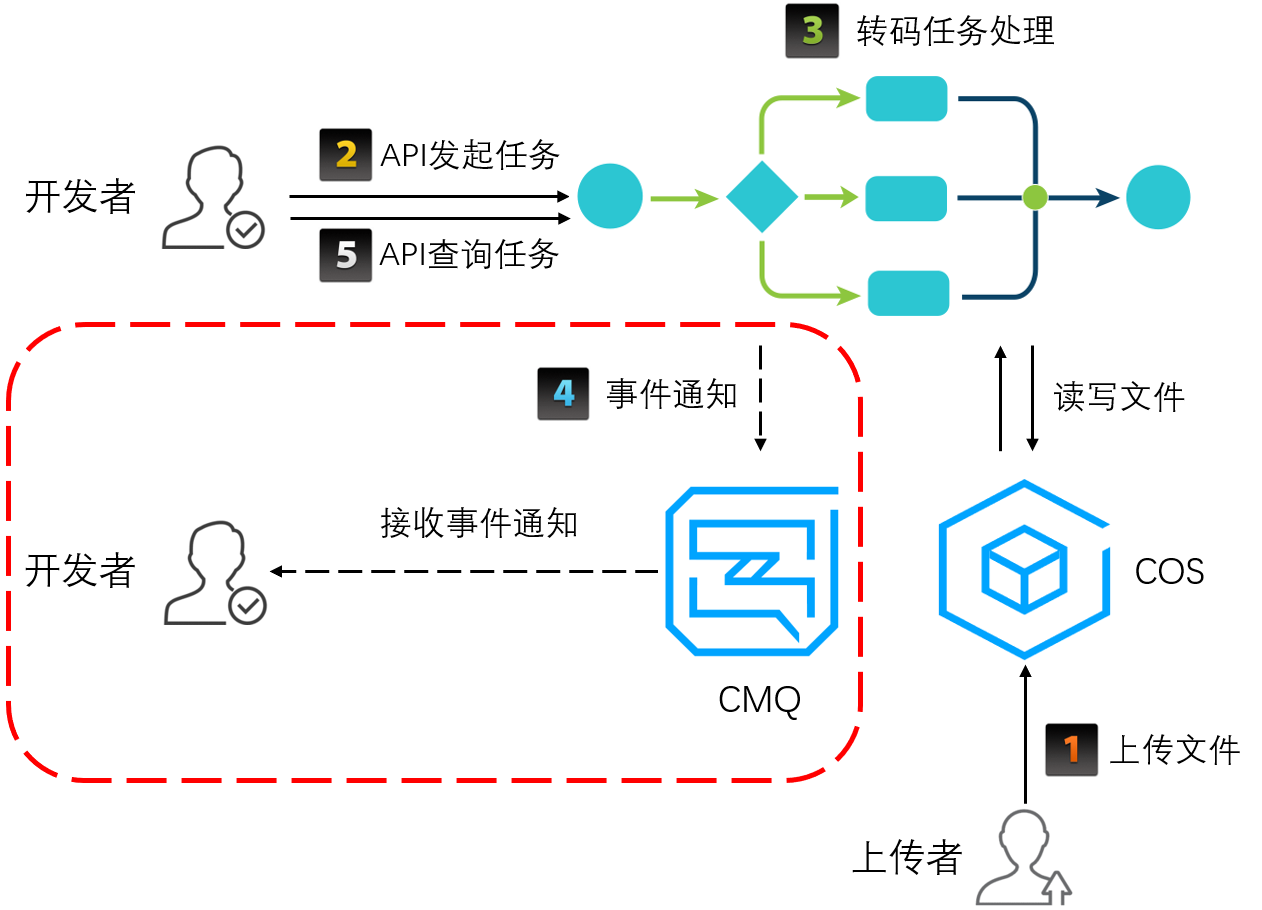 3 转码任务处理
2 API发起任务
开发者
5 API查询任务
4 事件通知
读写文件
接收事件通知
开发者
COS
CMQ
1 上传文件
上传者